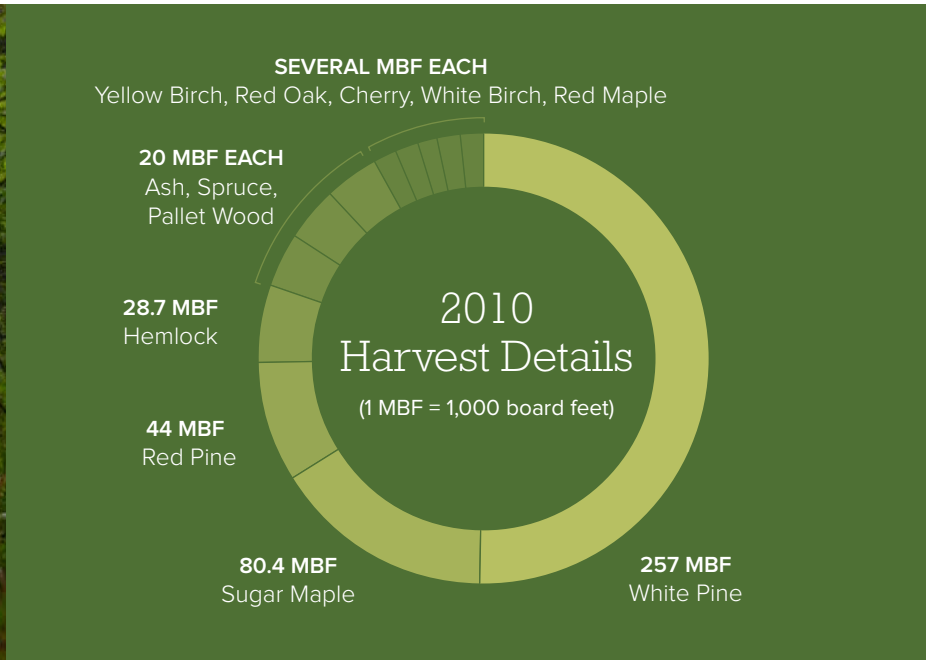 SEVERAL MBF EACH
Yellow Birch, Red Oak, Cherry, White Birch, Red Maple
20 MBF EACH
Ash, Spruce,
Pallet Wood
28.7 MBF
Hemlock
44 MBF
Red Pine
80.4 MBF
Sugar Maple
257 MBF
White Pine
2010
Harvest Details
(1 MBF = 1,000 board feet)